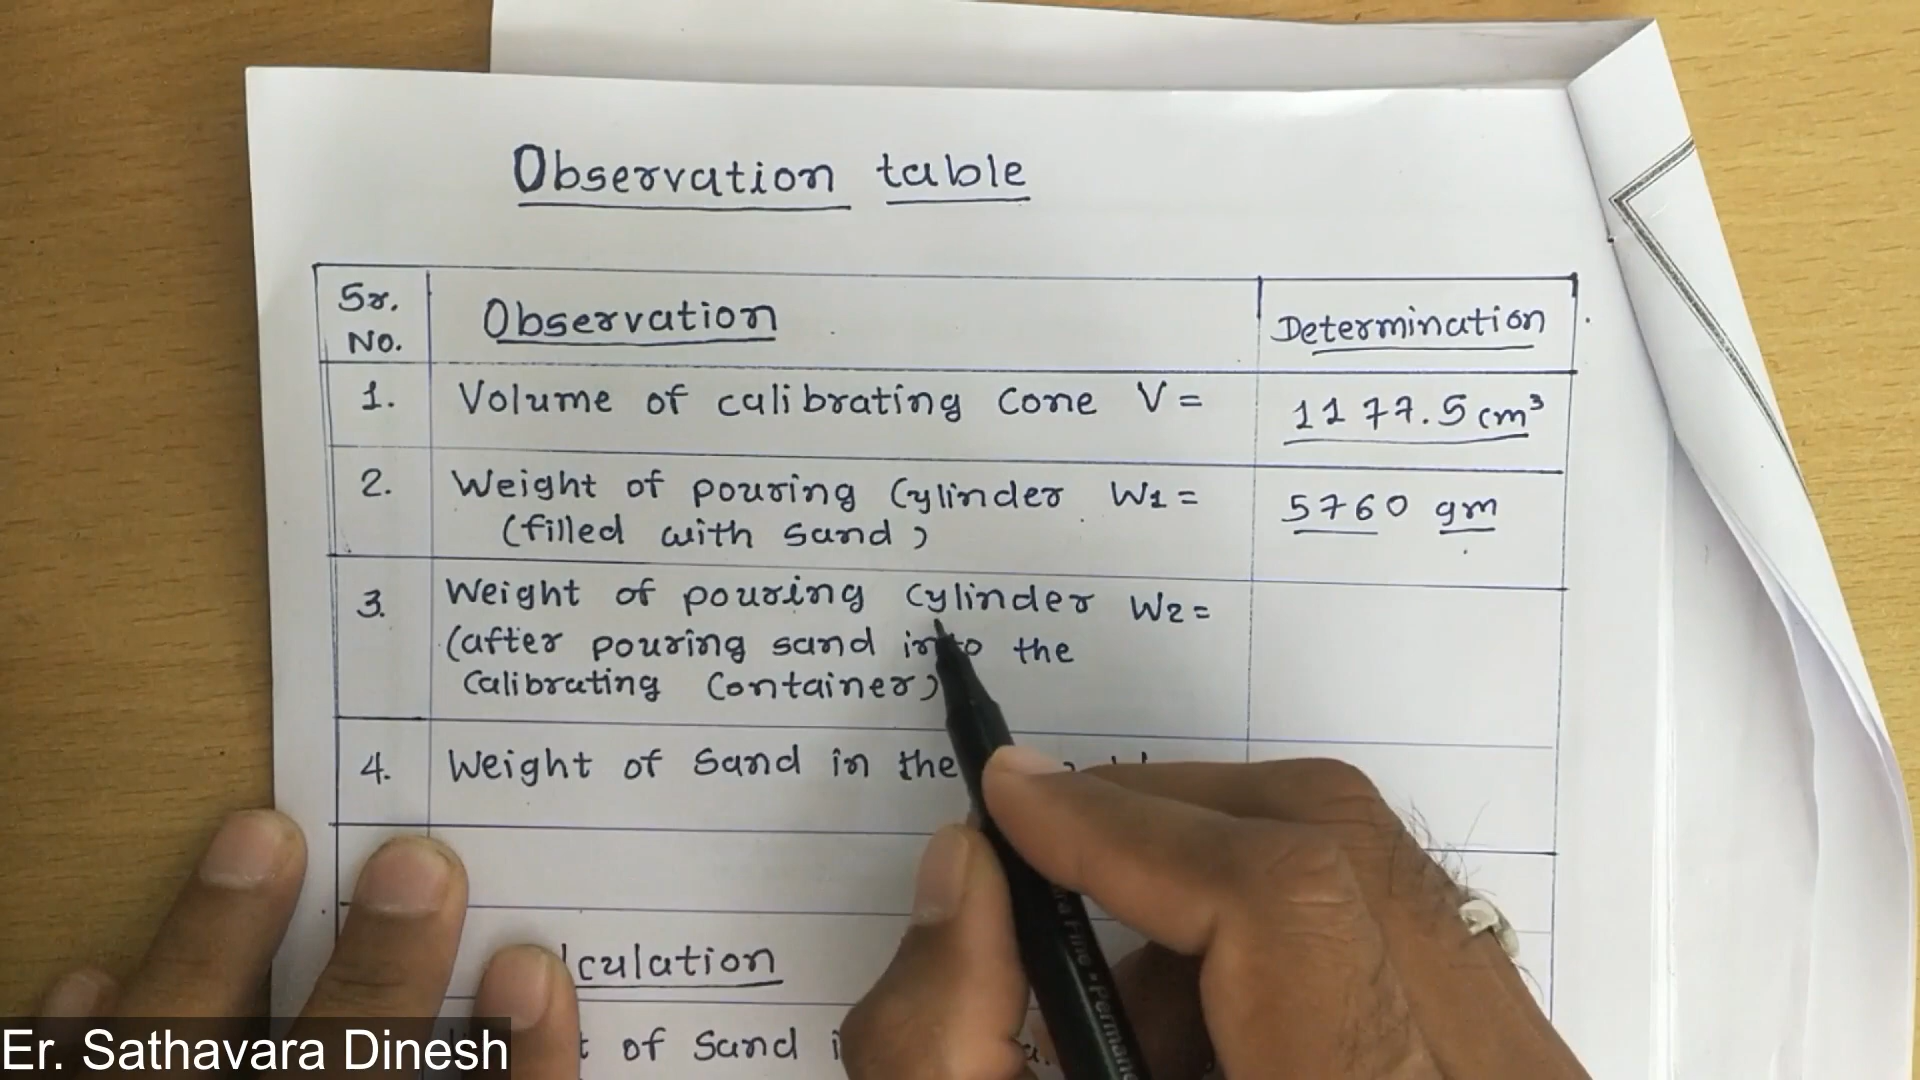 Observation table
Sr.
No.
Observation
Determination
1.
Volume of calibrating cone V =
1177.5 cm³
2.
Weight of pouring cylinder W1 =
(filled with sand)
5760 gm
3.
Weight of pouring cylinder W2 =
(after pouring sand into the
calibrating container)
4.
Weight of Sand in the
lculation
t of Sand i
Er. Sathavara Dinesh